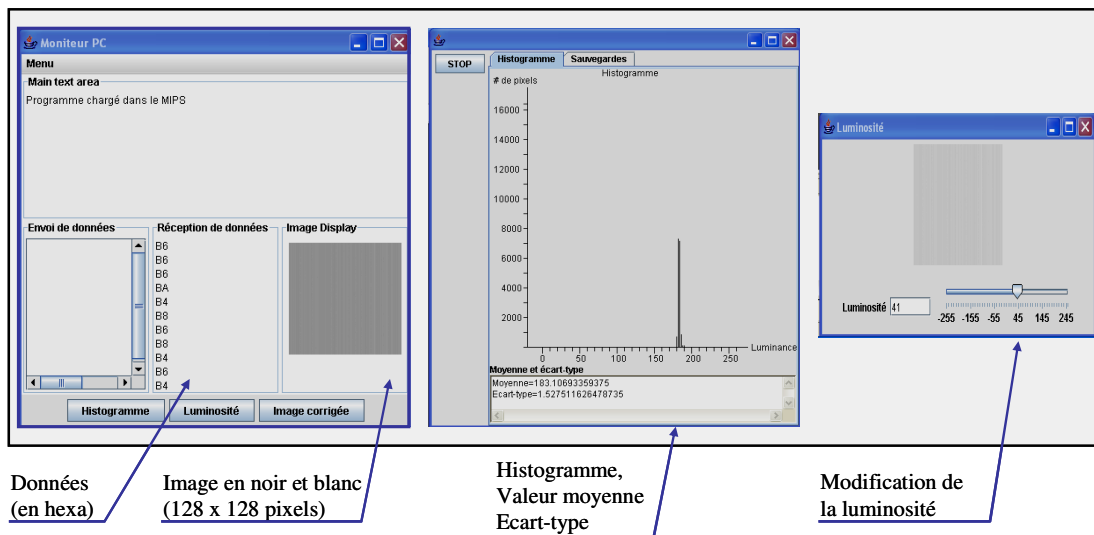 Moniteur PC
Menu
Main text area
Programme chargé dans le MIPS
Envoi de données
Réception de données
B6
B6
B6
BA
B4
B8
B6
B8
B4
B6
B4
Image Display
Histogramme
Luminosité
Image corrigée
STOP
Histogramme
Sauvegardes
Histogramme
# de pixels
16000
14000
12000
10000
8000
6000
4000
2000
0 50 100 150 200 250
Luminance
Moyenne et écart-type
Moyenne=183.10693359375
Ecart-type=1.527511626478735
Luminosité
Luminosité 41
-255 -155 -55 45 145 245
Données
(en hexa)
Image en noir et blanc
(128 x 128 pixels)
Histogramme,
Valeur moyenne
Ecart-type
Modification de
la luminosité